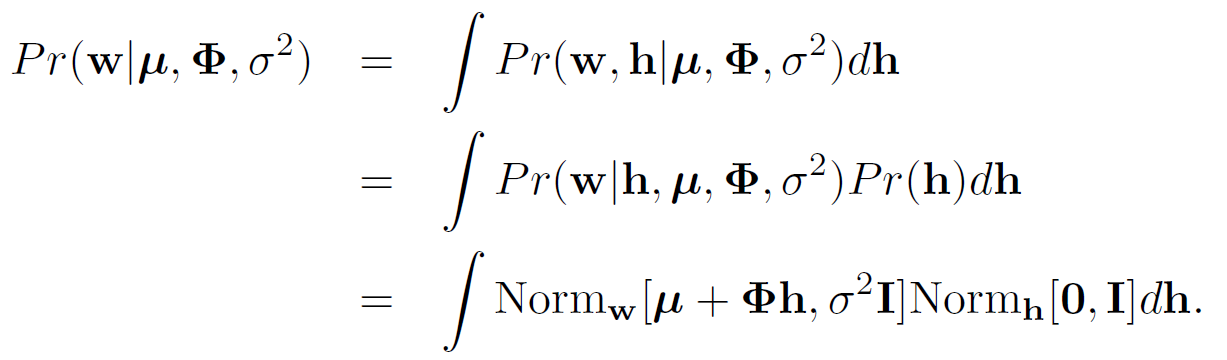 Pr(𝐰|𝛍, 𝚽, σ²) = ∫ Pr(𝐰, 𝐡|𝛍, 𝚽, σ²)d𝐡
= ∫ Pr(𝐰|𝐡, 𝛍, 𝚽, σ²)Pr(𝐡)d𝐡
= ∫ Norm_𝐰[𝛍 + 𝚽𝐡, σ²𝐈]Norm_𝐡[𝟎, 𝐈]d𝐡.